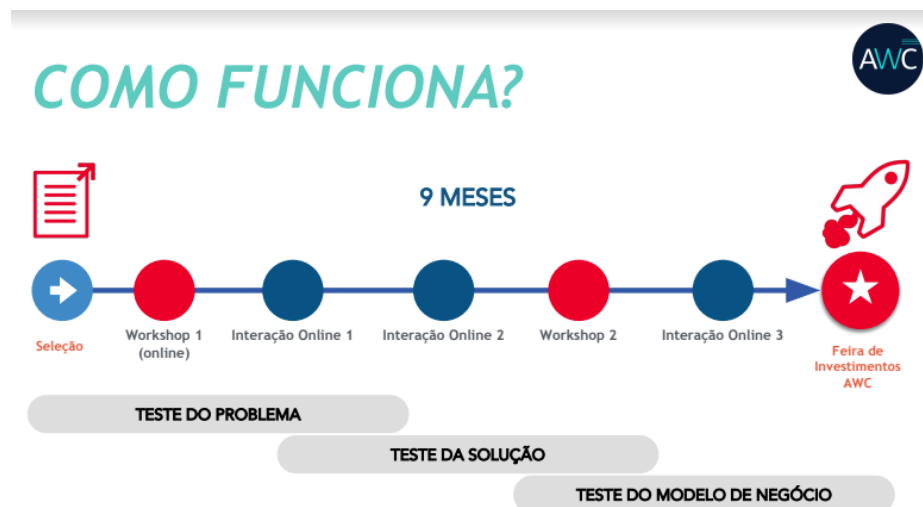 AWC
COMO FUNCIONA?
9 MESES
Seleção
Workshop 1
(online)
Interação Online 1
Interação Online 2
Workshop 2
Interação Online 3
Feira de
Investimentos
AWC
TESTE DO PROBLEMA
TESTE DA SOLUÇÃO
TESTE DO MODELO DE NEGÓCIO